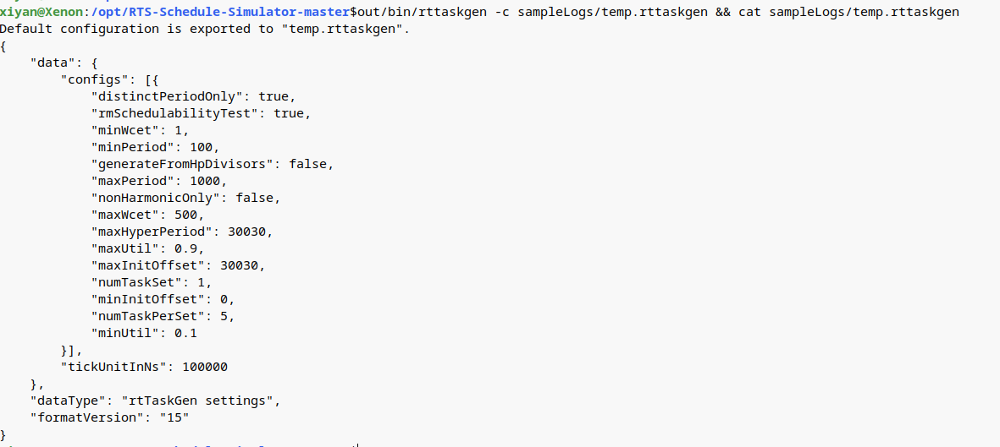 xiyan@Xenon:/opt/RTS-Schedule-Simulator-master$out/bin/rttaskgen -c sampleLogs/temp.rttaskgen && cat sampleLogs/temp.rttaskgen
Default configuration is exported to "temp.rttaskgen".
{
    "data": {
        "configs": [{
            "distinctPeriodOnly": true,
            "rmSchedulabilityTest": true,
            "minWcet": 1,
            "minPeriod": 100,
            "generateFromHpDivisors": false,
            "maxPeriod": 1000,
            "nonHarmonicOnly": false,
            "maxWcet": 500,
            "maxHyperPeriod": 30030,
            "maxUtil": 0.9,
            "maxInitOffset": 30030,
            "numTaskSet": 1,
            "minInitOffset": 0,
            "numTaskPerSet": 5,
            "minUtil": 0.1
        }],
        "tickUnitInNs": 100000
    },
    "dataType": "rtTaskGen settings",
    "formatVersion": "15"
}